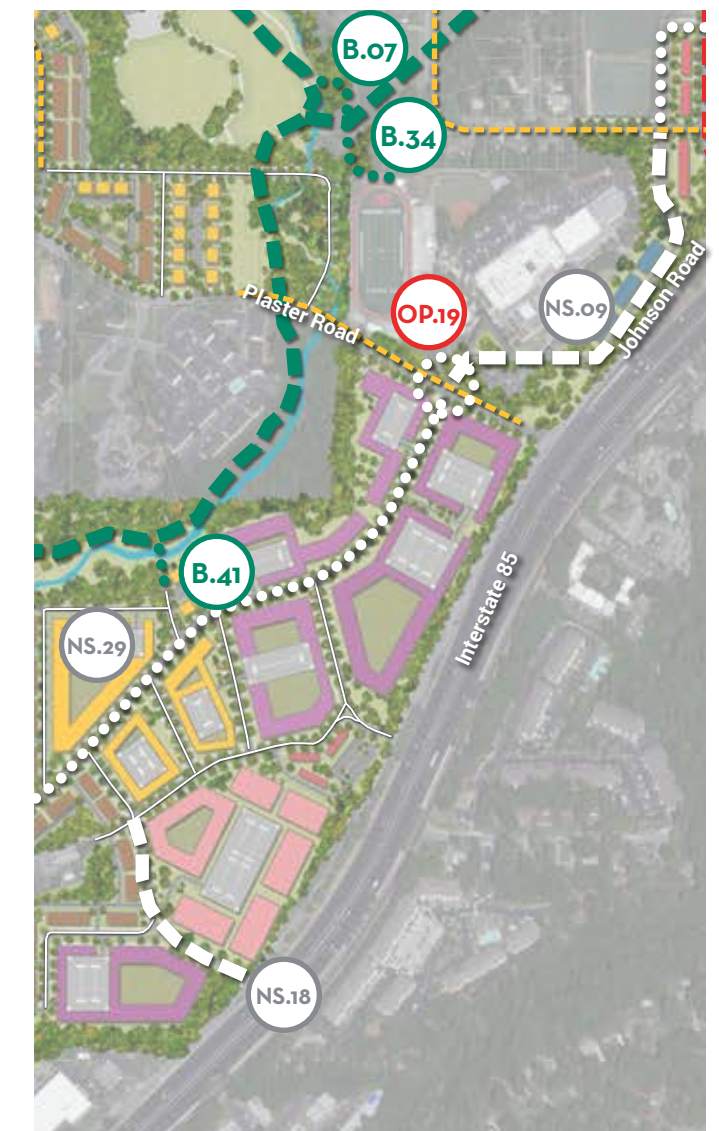 B.07
B.34
Plaster Road
OP.19
NS.09
Johnson Road
Interstate 85
B.41
NS.29
NS.18